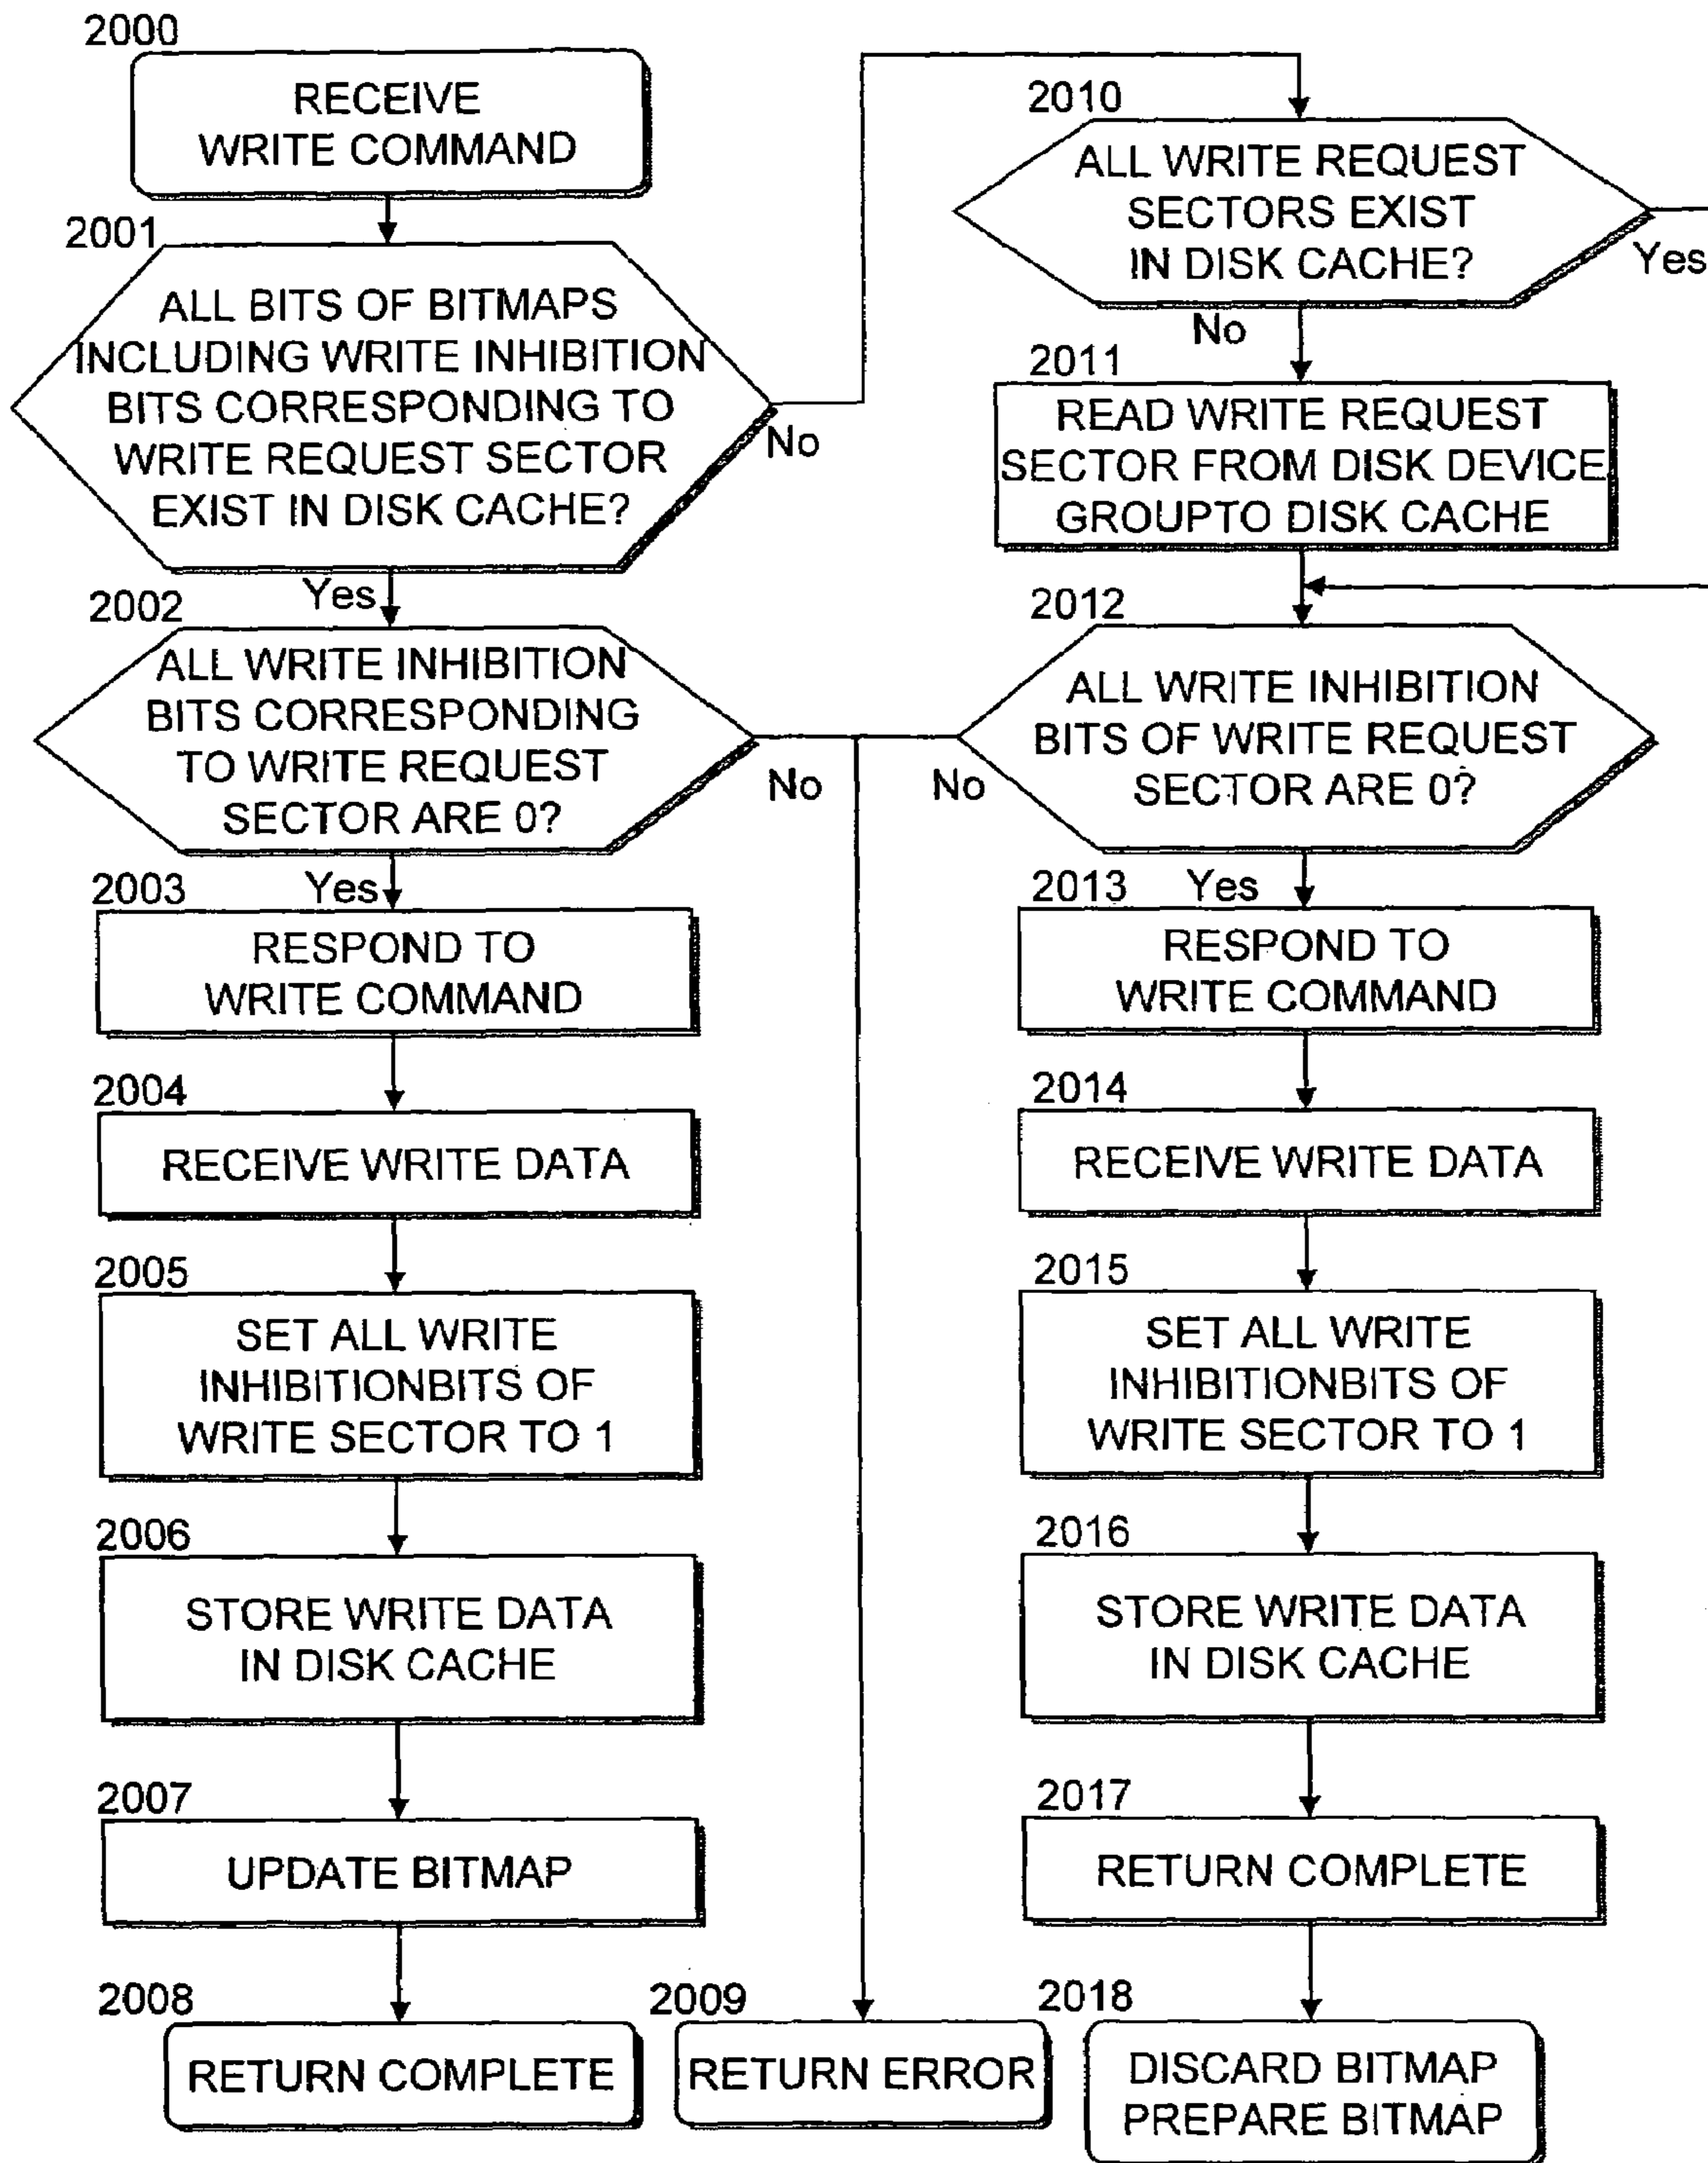 2000
RECEIVE
WRITE COMMAND
2001
ALL BITS OF BITMAPS
INCLUDING WRITE INHIBITION
BITS CORRESPONDING TO
WRITE REQUEST SECTOR
EXIST IN DISK CACHE?
No
Yes
2002
ALL WRITE INHIBITION
BITS CORRESPONDING
TO WRITE REQUEST
SECTOR ARE 0?
No
Yes
2003
RESPOND TO
WRITE COMMAND
2004
RECEIVE WRITE DATA
2005
SET ALL WRITE
INHIBITIONBITS OF
WRITE SECTOR TO 1
2006
STORE WRITE DATA
IN DISK CACHE
2007
UPDATE BITMAP
2008
RETURN COMPLETE
2009
RETURN ERROR
2010
ALL WRITE REQUEST
SECTORS EXIST
IN DISK CACHE?
Yes
No
2011
READ WRITE REQUEST
SECTOR FROM DISK DEVICE
GROUPTO DISK CACHE
2012
ALL WRITE INHIBITION
BITS OF WRITE REQUEST
SECTOR ARE 0?
No
2013 Yes
RESPOND TO
WRITE COMMAND
2014
RECEIVE WRITE DATA
2015
SET ALL WRITE
INHIBITIONBITS OF
WRITE SECTOR TO 1
2016
STORE WRITE DATA
IN DISK CACHE
2017
RETURN COMPLETE
2018
DISCARD BITMAP
PREPARE BITMAP